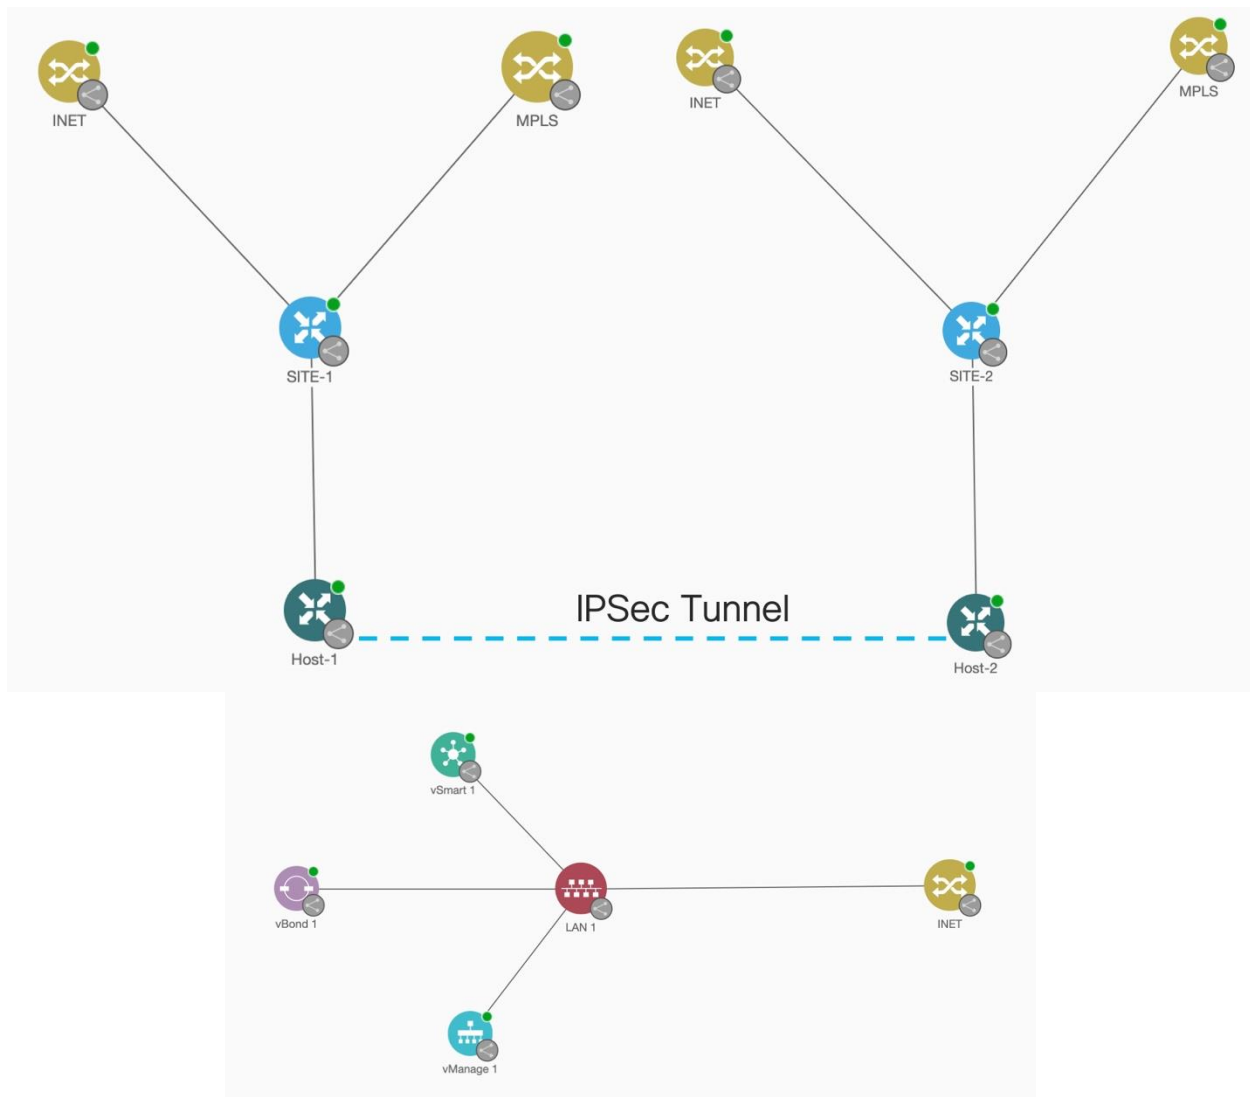 INET
MPLS
INET
MPLS
SITE-1
SITE-2
IPSec Tunnel
Host-1
Host-2
vSmart 1
vBond 1
LAN 1
INET
vManage 1